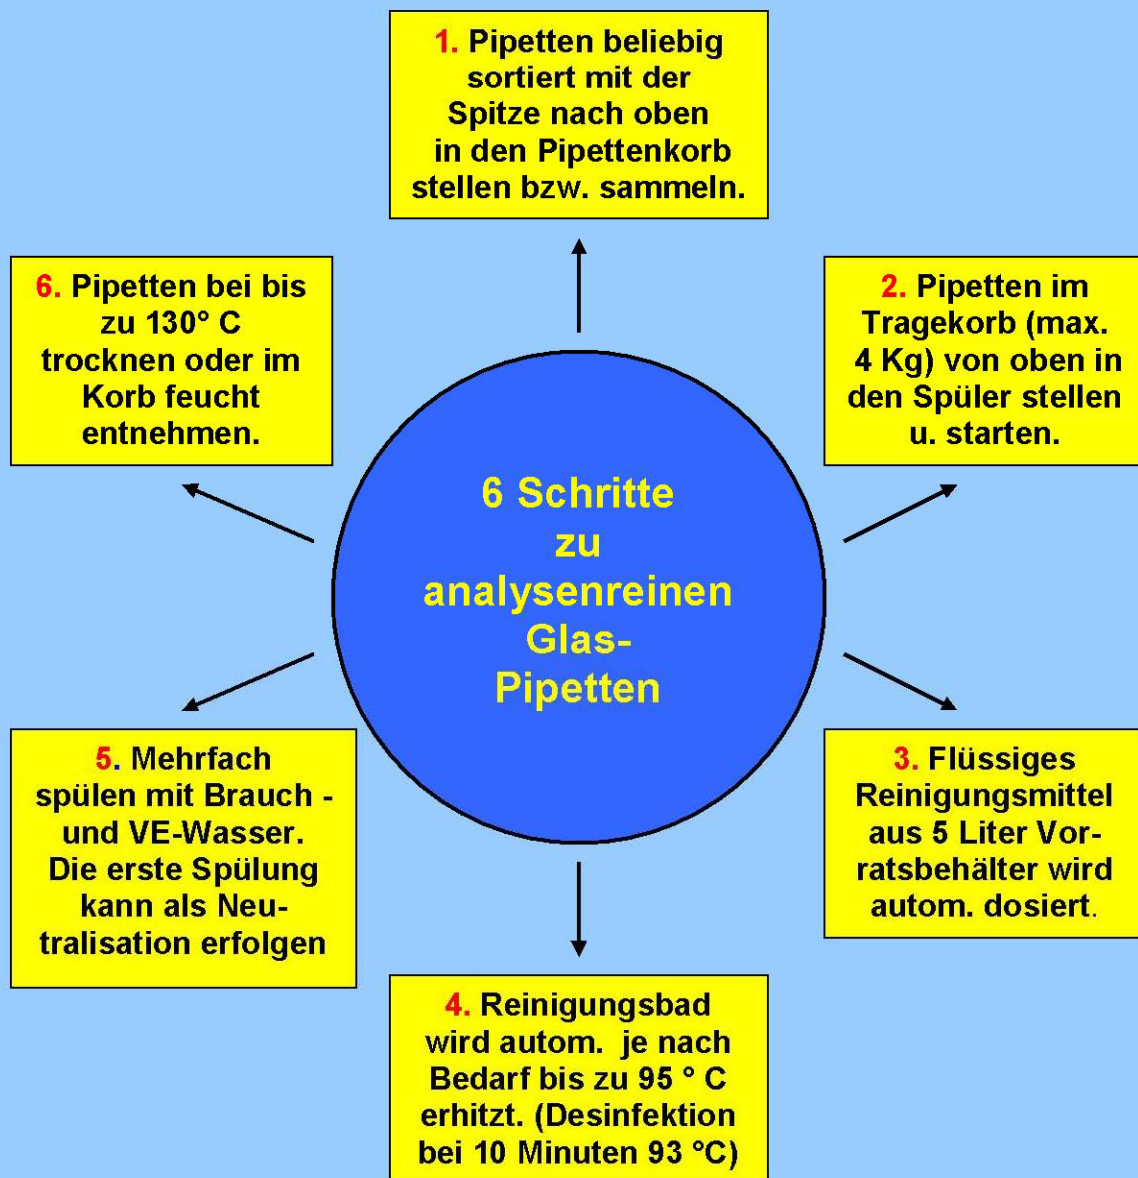 1. Pipetten beliebig
sortiert mit der
Spitze nach oben
in den Pipettenkorb
stellen bzw. sammeln.
6. Pipetten bei bis
zu 130° C
trocknen oder im
Korb feucht
entnehmen.
2. Pipetten im
Tragekorb (max.
4 Kg) von oben in
den Spüler stellen
u. starten.
6 Schritte
zu
analysenreinen
Glas-
Pipetten
5. Mehrfach
spülen mit Brauch -
und VE-Wasser.
Die erste Spülung
kann als Neu-
tralisation erfolgen
3. Flüssiges
Reinigungsmittel
aus 5 Liter Vor-
ratsbehälter wird
autom. dosiert.
4. Reinigungsbad
wird autom. je nach
Bedarf bis zu 95 ° C
erhitzt. (Desinfektion
bei 10 Minuten 93 °C)